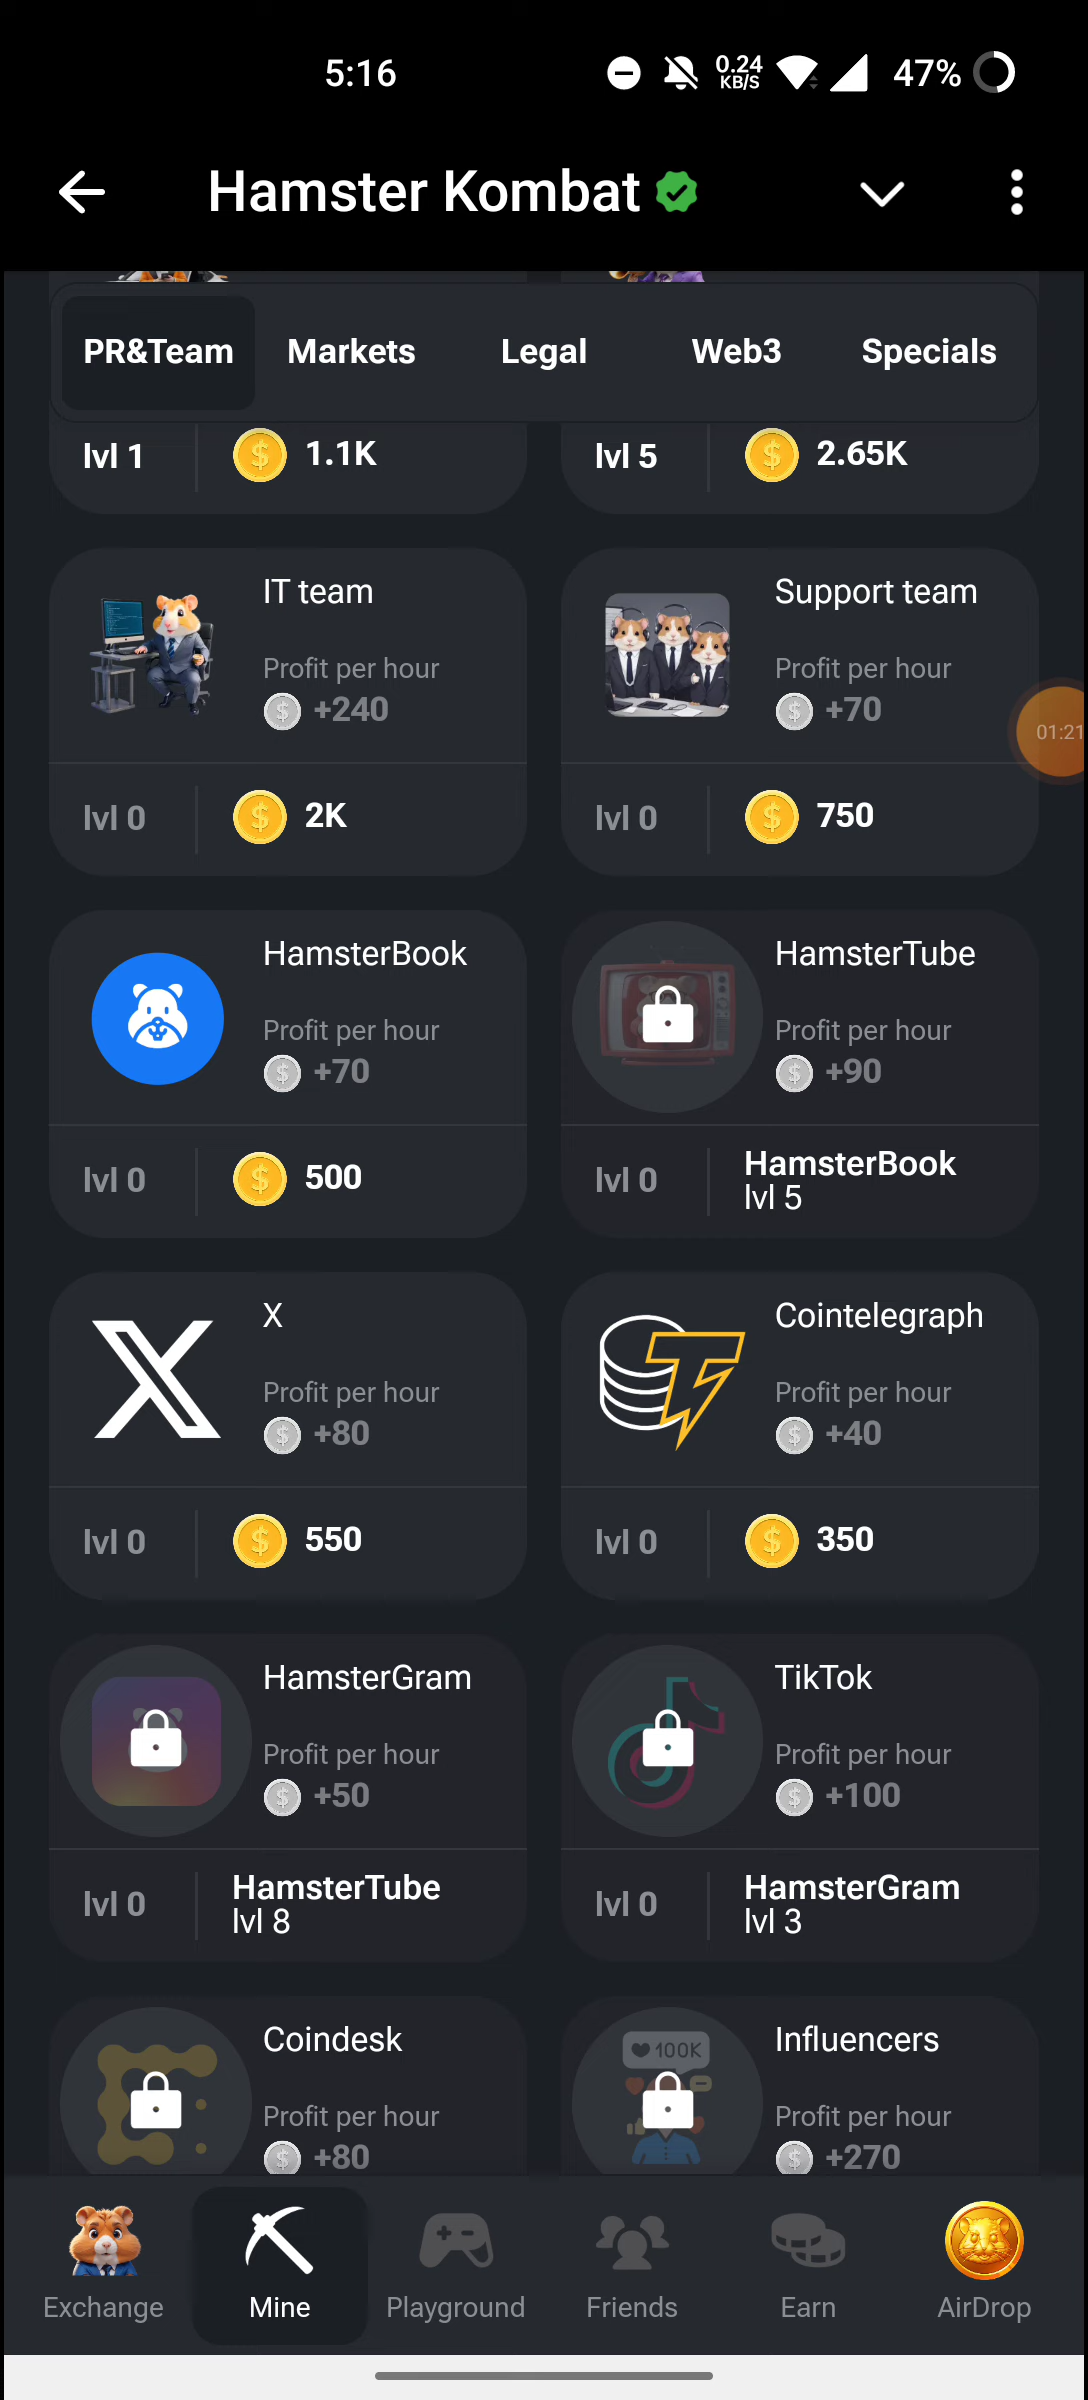 5:16
0.24
KB/S
47%
Hamster Kombat
PR&Team Markets Legal Web3 Specials
lvl 1 1.1K
lvl 5 2.65K
IT team
Profit per hour
+240
lvl 0 2K
Support team
Profit per hour
+70
lvl 0 750
01:21
HamsterBook
Profit per hour
+70
lvl 0 500
HamsterTube
Profit per hour
+90
lvl 0 HamsterBook
lvl 5
X
Profit per hour
+80
lvl 0 550
Cointelegraph
Profit per hour
+40
lvl 0 350
HamsterGram
Profit per hour
+50
lvl 0 HamsterTube
lvl 8
TikTok
Profit per hour
+100
lvl 0 HamsterGram
lvl 3
Coindesk
Profit per hour
+80
100K
Influencers
Profit per hour
+270
Exchange Mine Playground Friends Earn AirDrop